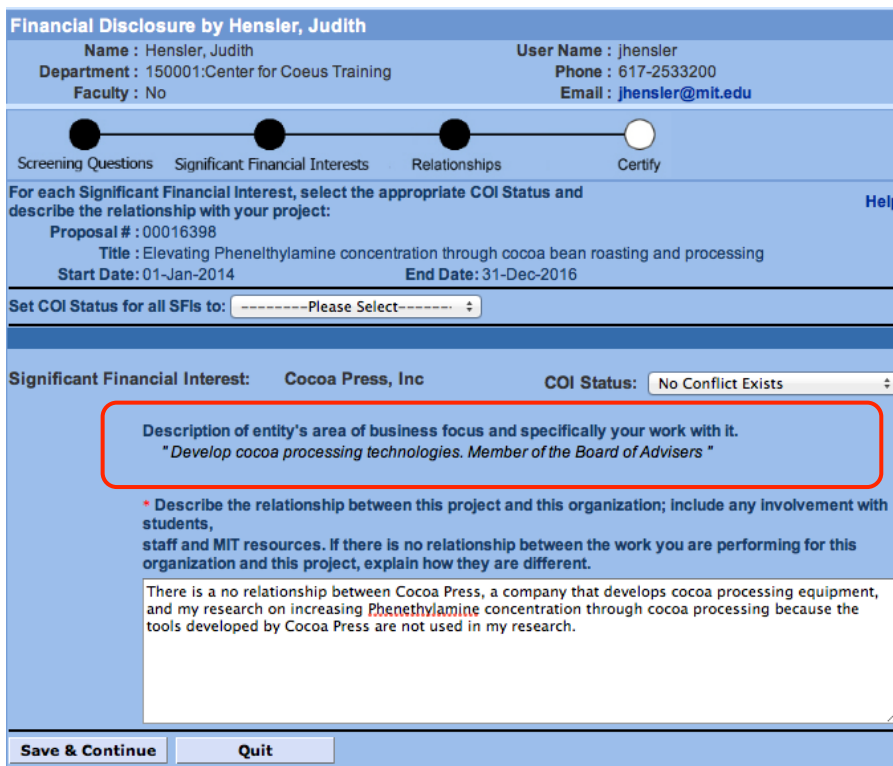 Financial Disclosure by Hensler, Judith
Name : Hensler, Judith User Name : jhensler
Department : 150001:Center for Coeus Training Phone : 617-2533200
Faculty : No Email : jhensler@mit.edu
Screening Questions Significant Financial Interests Relationships Certify
For each Significant Financial Interest, select the appropriate COI Status and
describe the relationship with your project: Help
Proposal # : 00016398
Title : Elevating Phenelthylamine concentration through cocoa bean roasting and processing
Start Date: 01-Jan-2014 End Date: 31-Dec-2016
Set COI Status for all SFIs to: --------Please Select-------
Significant Financial Interest: Cocoa Press, Inc COI Status: No Conflict Exists
Description of entity's area of business focus and specifically your work with it.
" Develop cocoa processing technologies. Member of the Board of Advisers "
* Describe the relationship between this project and this organization; include any involvement with
students,
staff and MIT resources. If there is no relationship between the work you are performing for this
organization and this project, explain how they are different.
There is a no relationship between Cocoa Press, a company that develops cocoa processing equipment,
and my research on increasing Phenethylamine concentration through cocoa processing because the
tools developed by Cocoa Press are not used in my research.
Save & Continue Quit